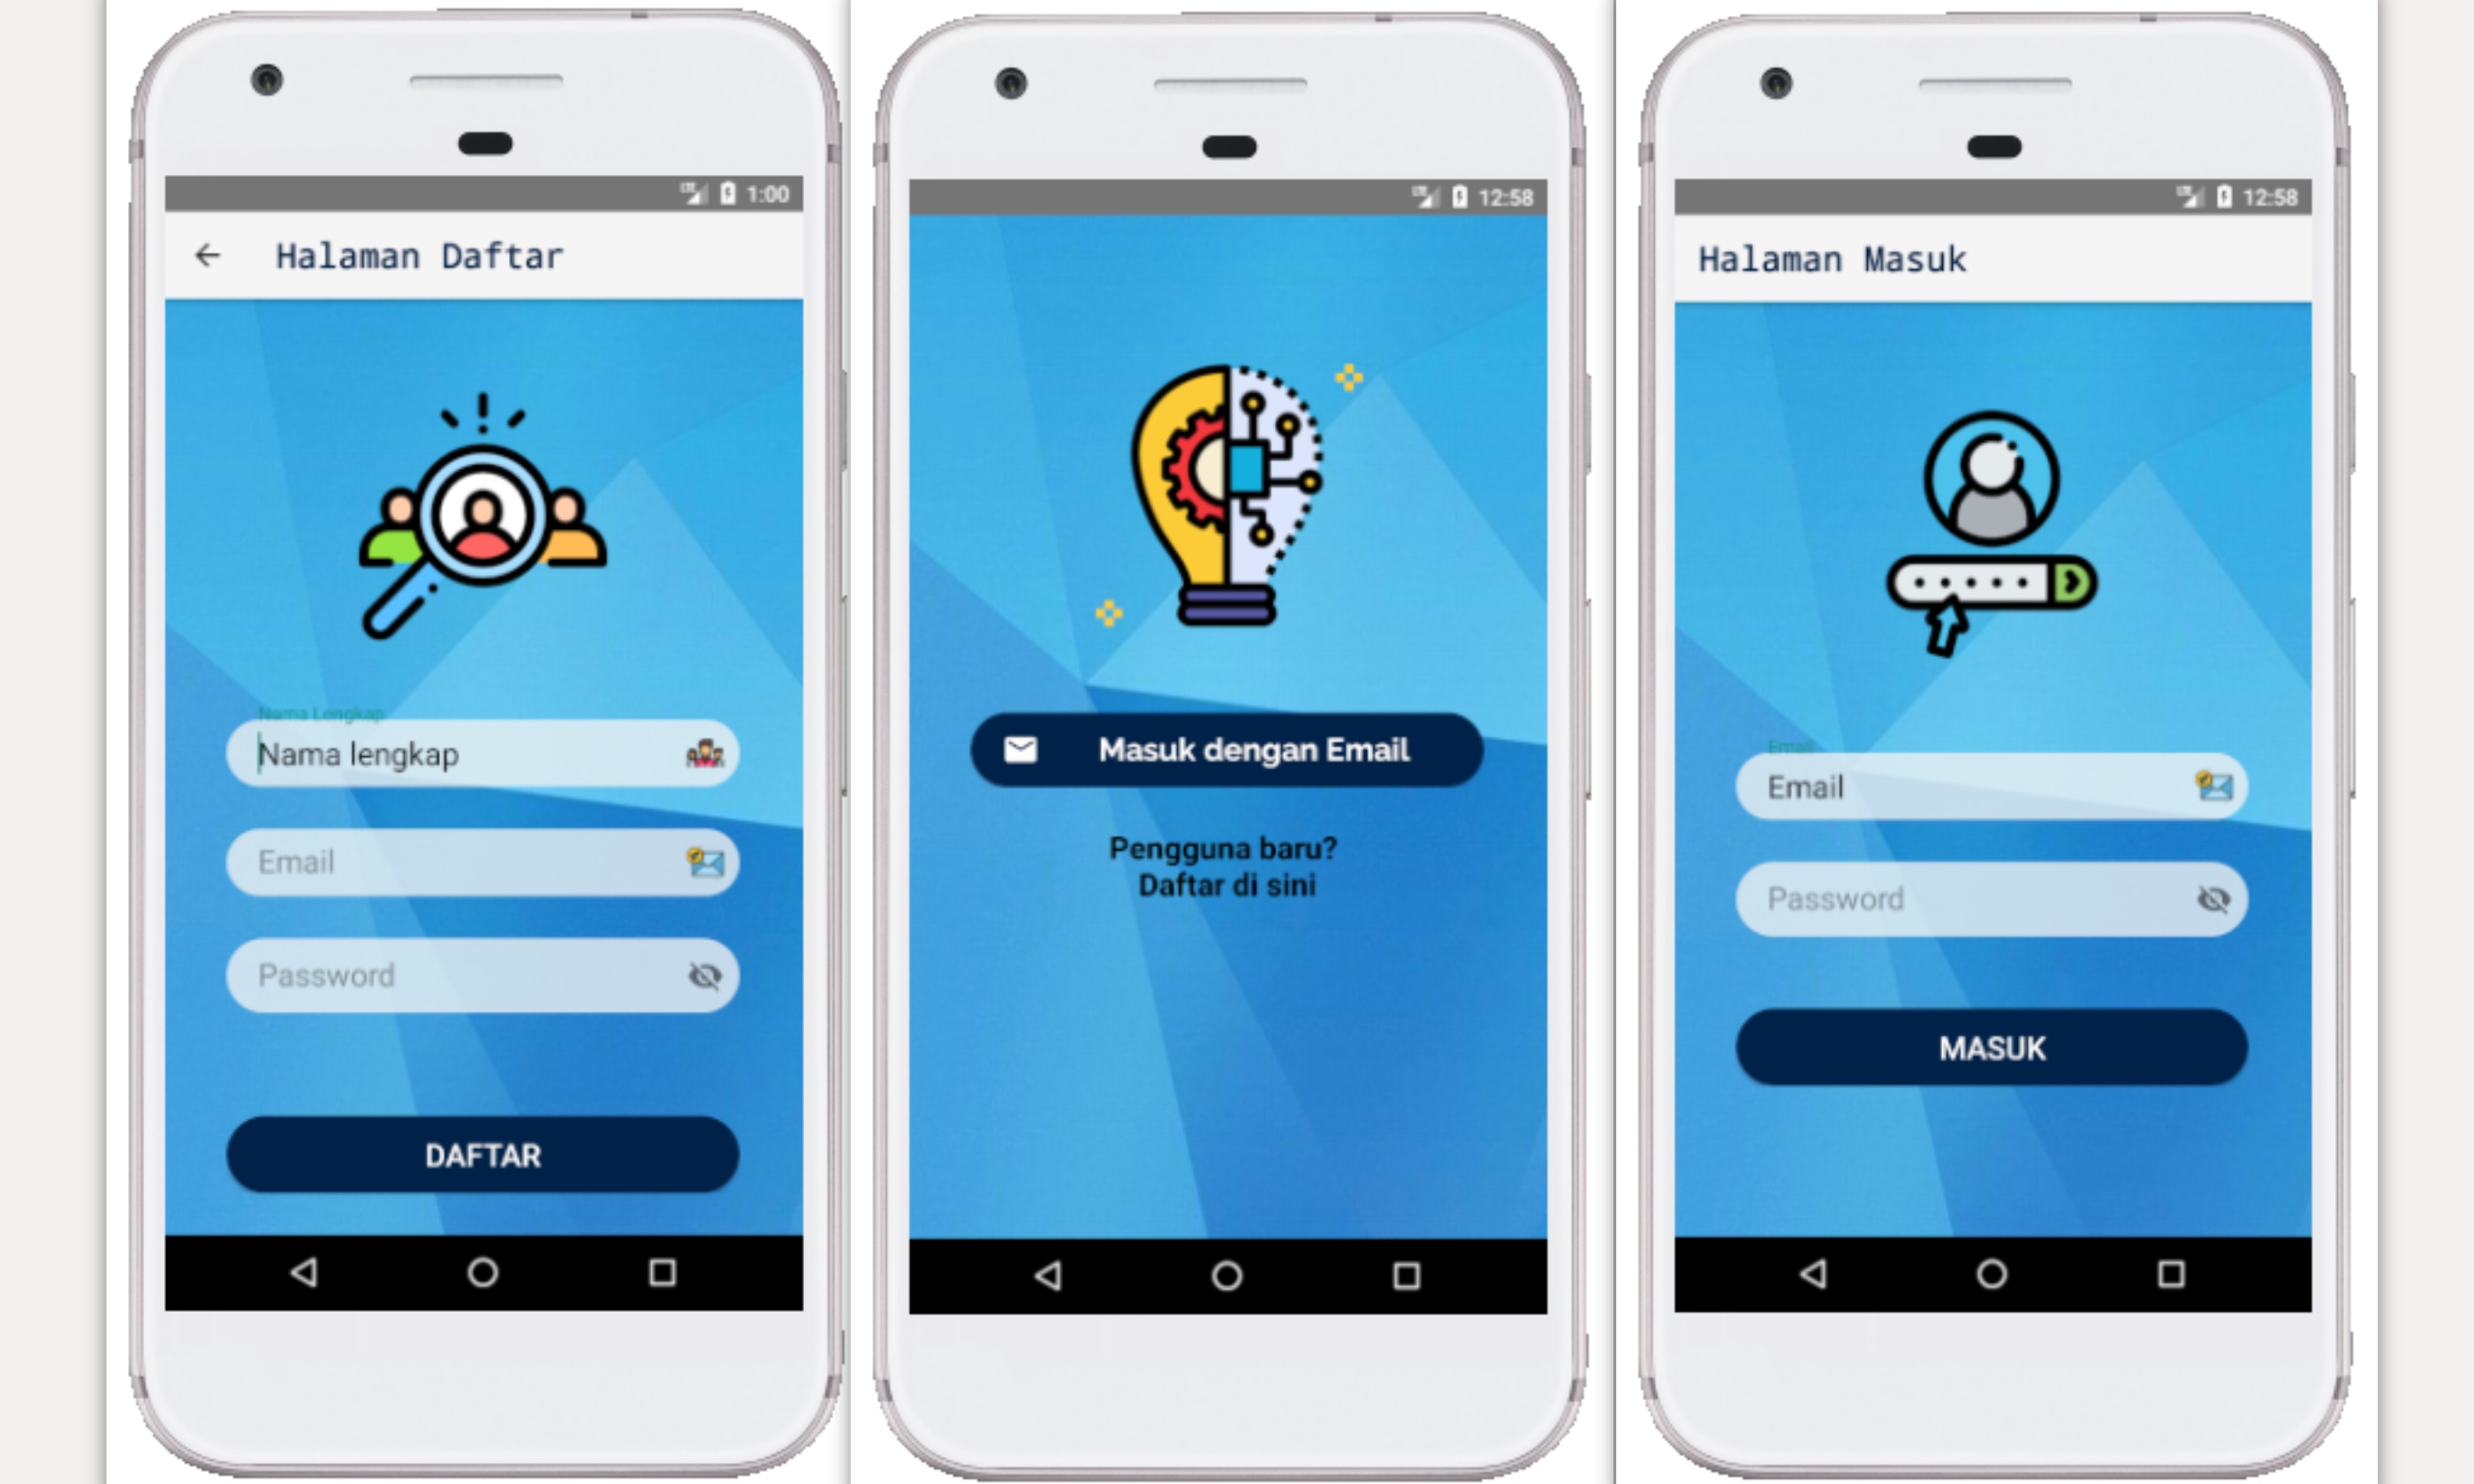 1:00
Halaman Daftar
Nama Lengkap
Nama lengkap
Email
Password
DAFTAR
12:58
Masuk dengan Email
Pengguna baru?
Daftar di sini
12:58
Halaman Masuk
Email
Email
Password
MASUK